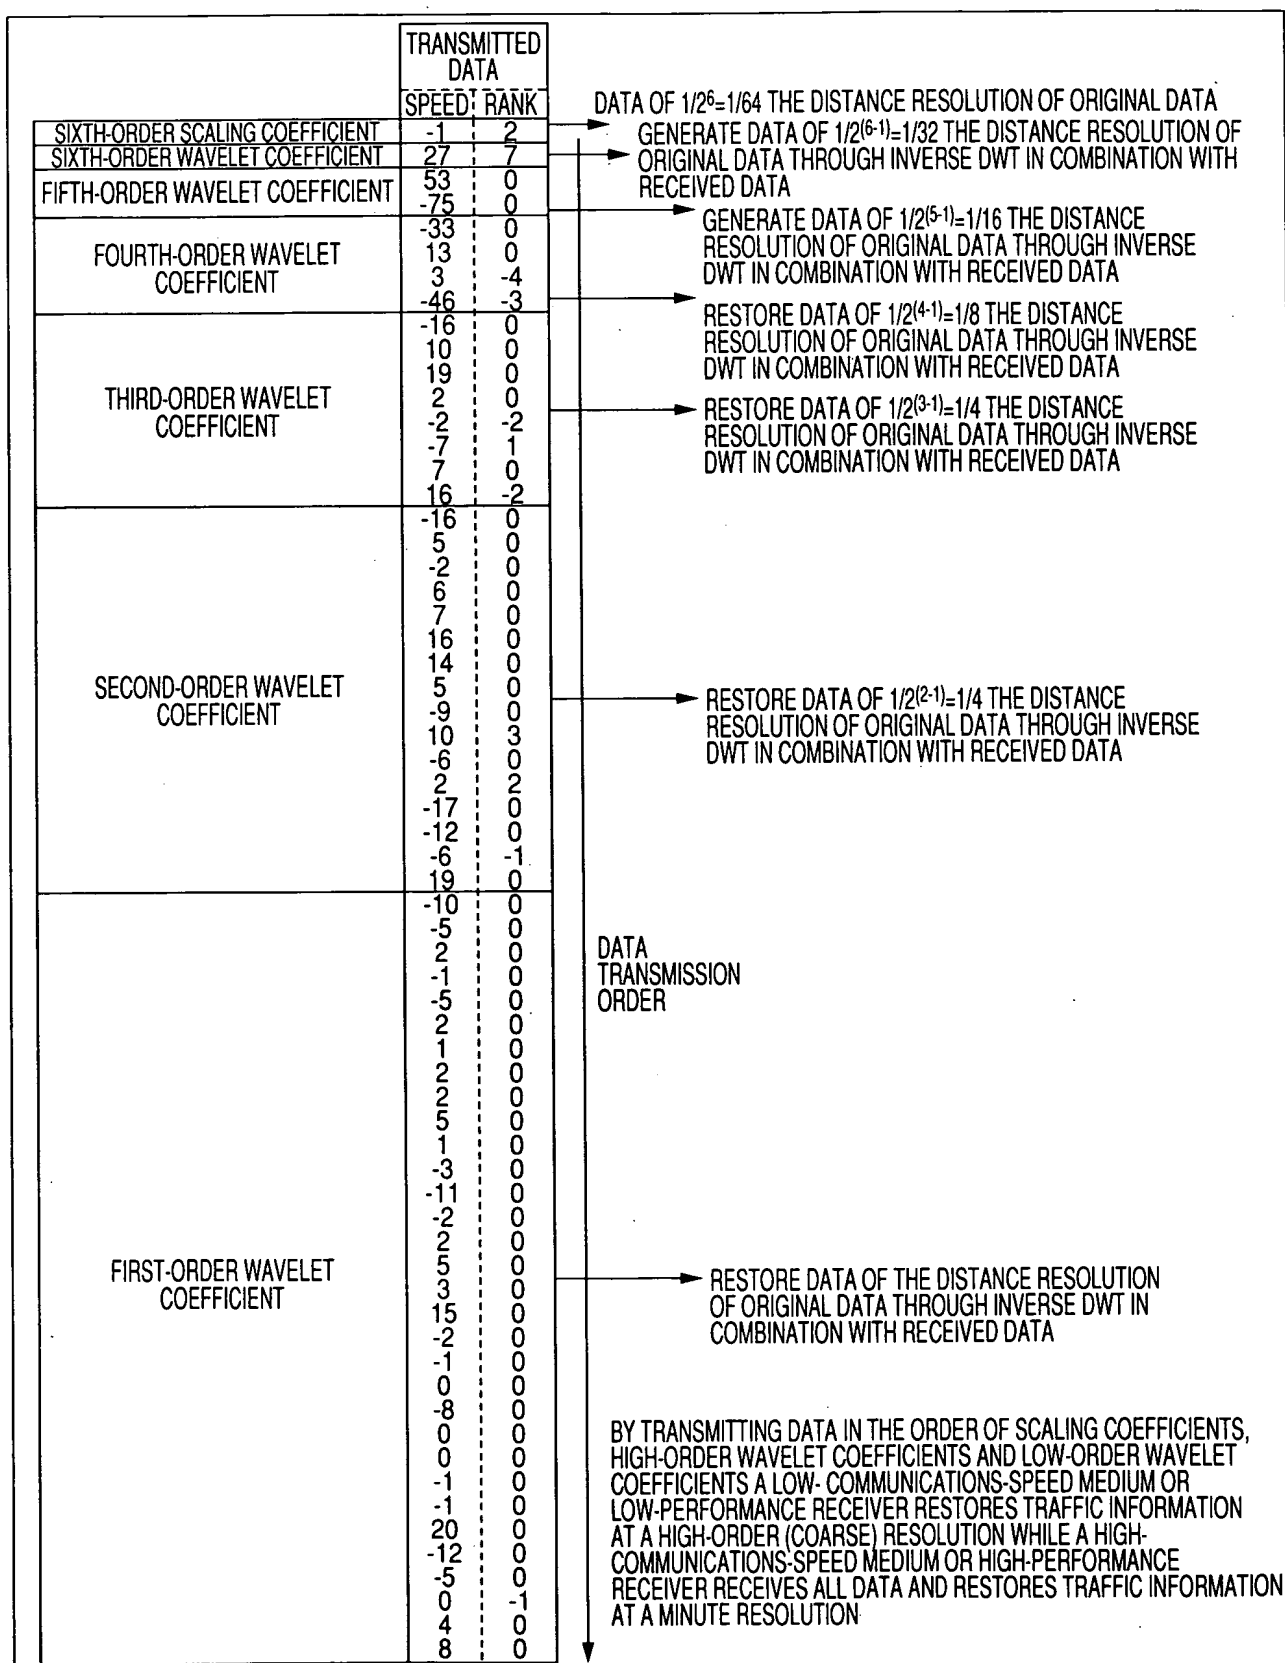 TRANSMITTED
DATA
SPEED RANK
DATA OF 1/2⁶=1/64 THE DISTANCE RESOLUTION OF ORIGINAL DATA
SIXTH-ORDER SCALING COEFFICIENT -1 2
GENERATE DATA OF 1/2(6-1)=1/32 THE DISTANCE RESOLUTION OF
ORIGINAL DATA THROUGH INVERSE DWT IN COMBINATION WITH
RECEIVED DATA
SIXTH-ORDER WAVELET COEFFICIENT 27 7
FIFTH-ORDER WAVELET COEFFICIENT
53 0
-75 0
GENERATE DATA OF 1/2(5-1)=1/16 THE DISTANCE
RESOLUTION OF ORIGINAL DATA THROUGH INVERSE
DWT IN COMBINATION WITH RECEIVED DATA
FOURTH-ORDER WAVELET
COEFFICIENT
-33 0
13 0
3 -4
-46 -3
RESTORE DATA OF 1/2(4-1)=1/8 THE DISTANCE
RESOLUTION OF ORIGINAL DATA THROUGH INVERSE
DWT IN COMBINATION WITH RECEIVED DATA
THIRD-ORDER WAVELET
COEFFICIENT
-16 0
10 0
19 0
2 0
-2 -2
-7 1
7 0
16 -2
RESTORE DATA OF 1/2(3-1)=1/4 THE DISTANCE
RESOLUTION OF ORIGINAL DATA THROUGH INVERSE
DWT IN COMBINATION WITH RECEIVED DATA
SECOND-ORDER WAVELET
COEFFICIENT
-16 0
5 0
-2 0
6 0
7 0
16 0
14 0
5 0
-9 0
10 3
-6 0
2 2
-17 0
-12 0
-6 -1
19 0
RESTORE DATA OF 1/2(2-1)=1/4 THE DISTANCE
RESOLUTION OF ORIGINAL DATA THROUGH INVERSE
DWT IN COMBINATION WITH RECEIVED DATA
FIRST-ORDER WAVELET
COEFFICIENT
-10 0
-5 0
2 0
-1 0
-5 0
2 0
1 0
2 0
2 0
5 0
1 0
-3 0
-11 0
-2 0
2 0
5 0
3 0
15 0
-2 0
-1 0
0 0
-8 0
0 0
0 0
-1 0
-1 0
20 0
-12 0
-5 0
0 -1
4 0
8 0
DATA
TRANSMISSION
ORDER
RESTORE DATA OF THE DISTANCE RESOLUTION
OF ORIGINAL DATA THROUGH INVERSE DWT IN
COMBINATION WITH RECEIVED DATA
BY TRANSMITTING DATA IN THE ORDER OF SCALING COEFFICIENTS,
HIGH-ORDER WAVELET COEFFICIENTS AND LOW-ORDER WAVELET
COEFFICIENTS A LOW- COMMUNICATIONS-SPEED MEDIUM OR
LOW-PERFORMANCE RECEIVER RESTORES TRAFFIC INFORMATION
AT A HIGH-ORDER (COARSE) RESOLUTION WHILE A HIGH-
COMMUNICATIONS-SPEED MEDIUM OR HIGH-PERFORMANCE
RECEIVER RECEIVES ALL DATA AND RESTORES TRAFFIC INFORMATION
AT A MINUTE RESOLUTION